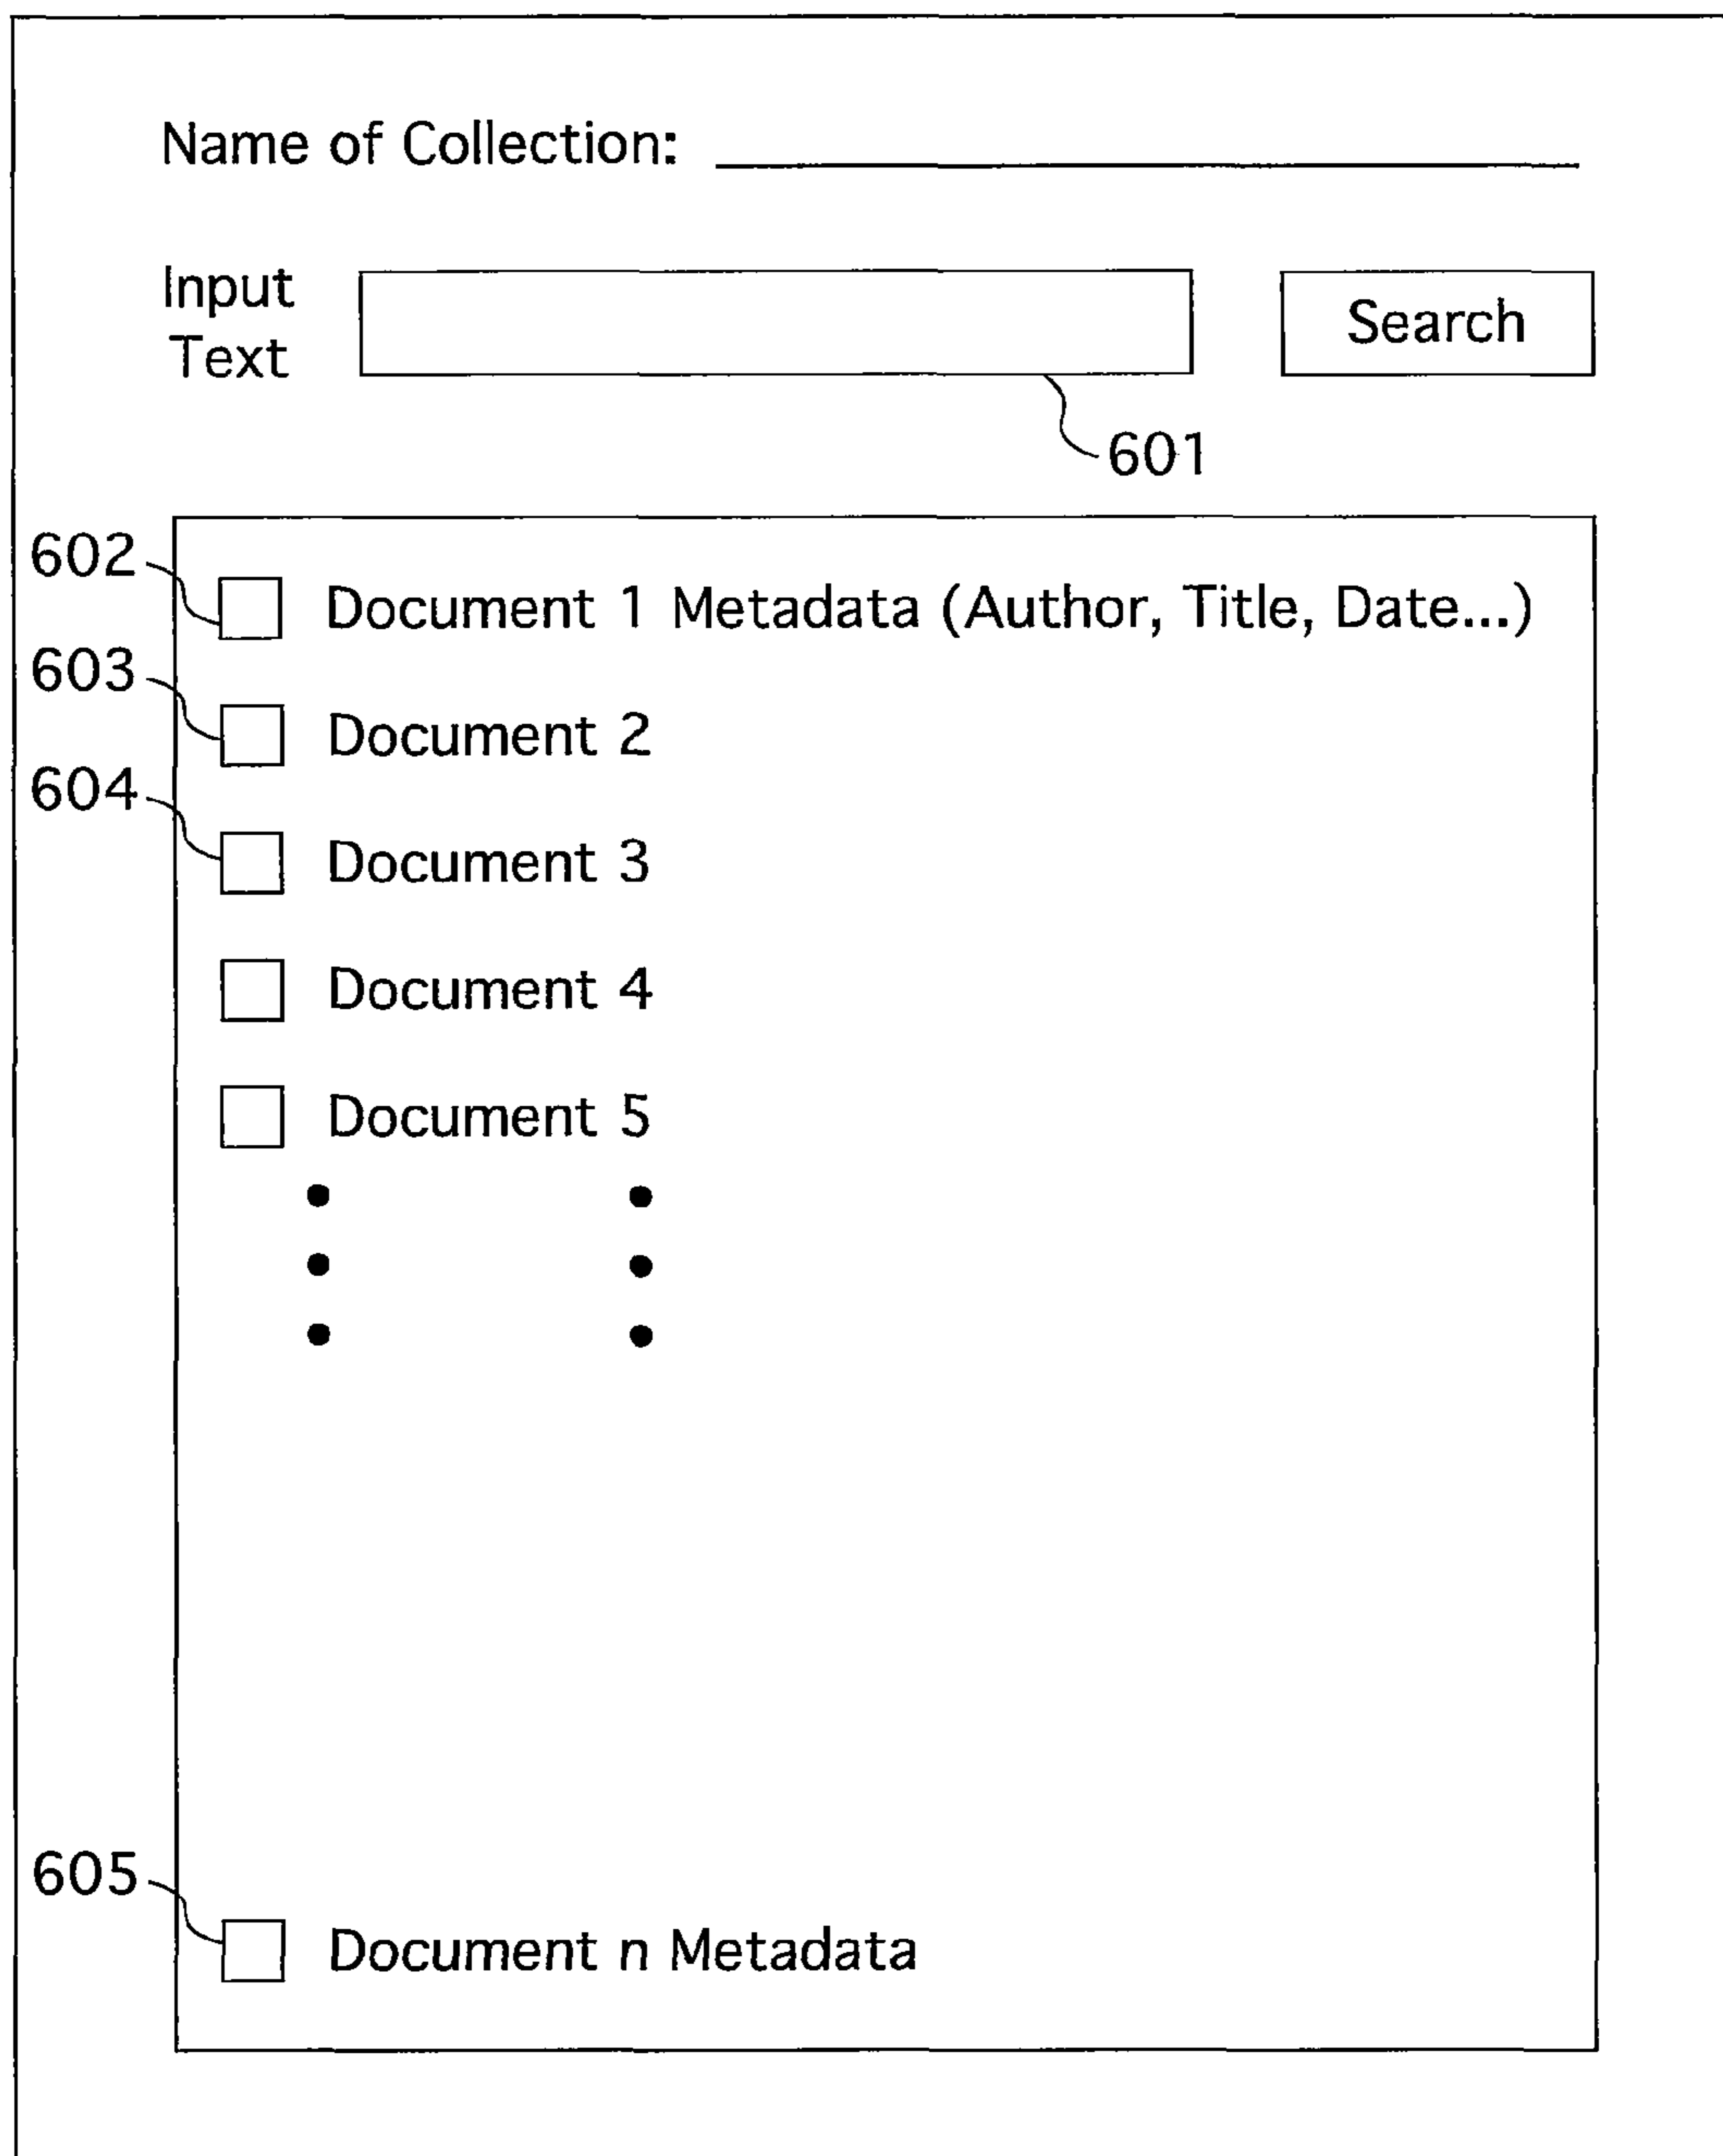 Name of Collection:
Input
Text
Search
601
602
Document 1 Metadata (Author, Title, Date...)
603
Document 2
604
Document 3
Document 4
Document 5
605
Document n Metadata